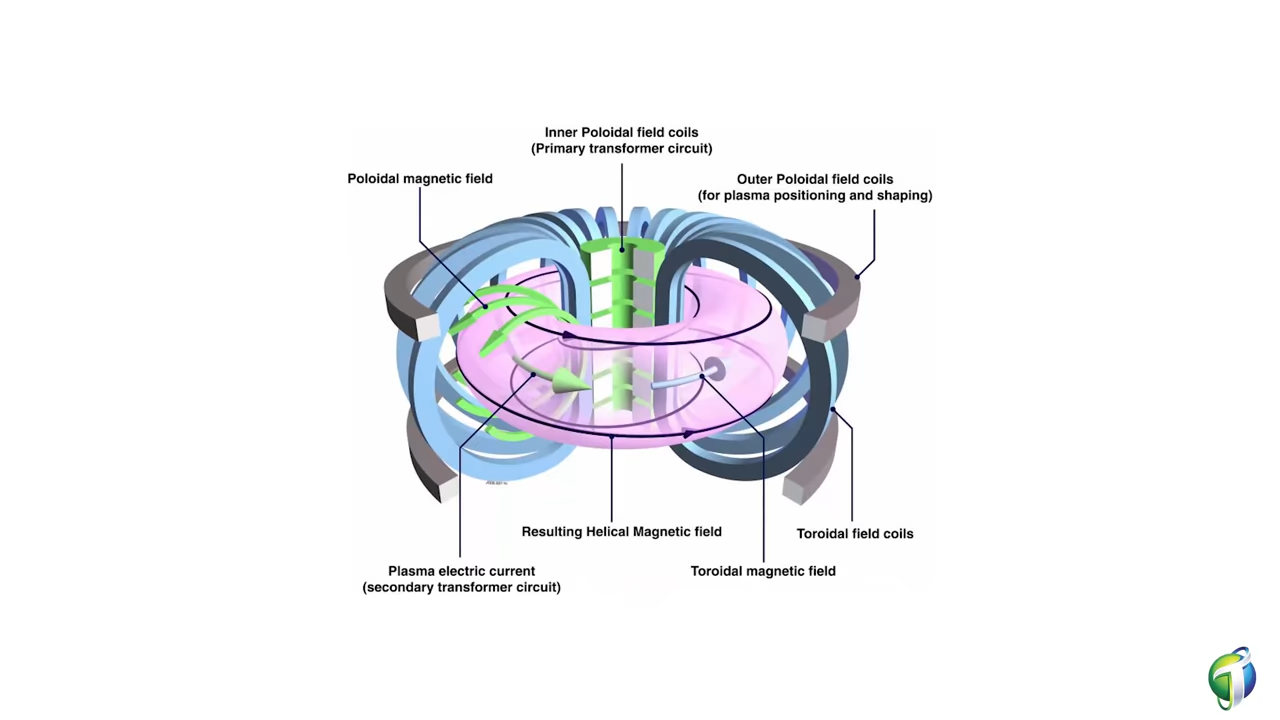 Inner Poloidal field coils
(Primary transformer circuit)
Poloidal magnetic field
Outer Poloidal field coils
(for plasma positioning and shaping)
Resulting Helical Magnetic field
Toroidal field coils
Plasma electric current
(secondary transformer circuit)
Toroidal magnetic field